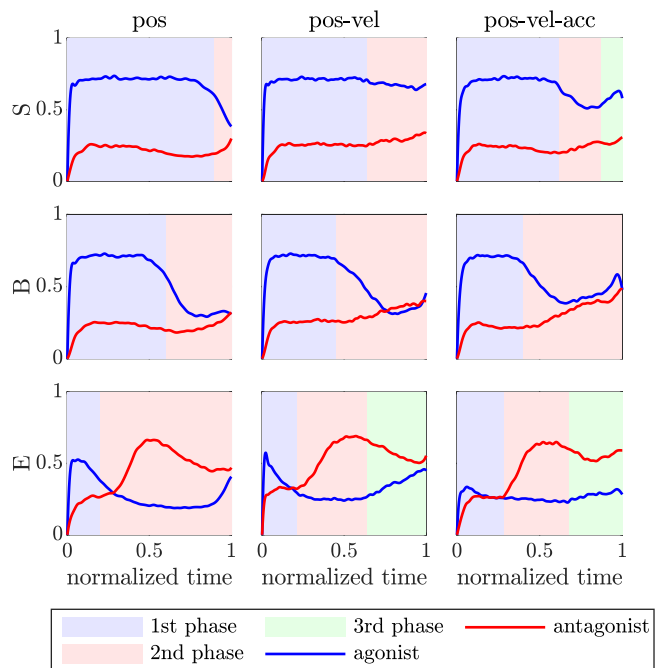 pos pos-vel pos-vel-acc
1
S 0.5
0
1
B 0.5
0
1
E 0.5
0
0 0.5 1 0 0.5 1 0 0.5 1
normalized time normalized time normalized time
1st phase 3rd phase antagonist
2nd phase agonist